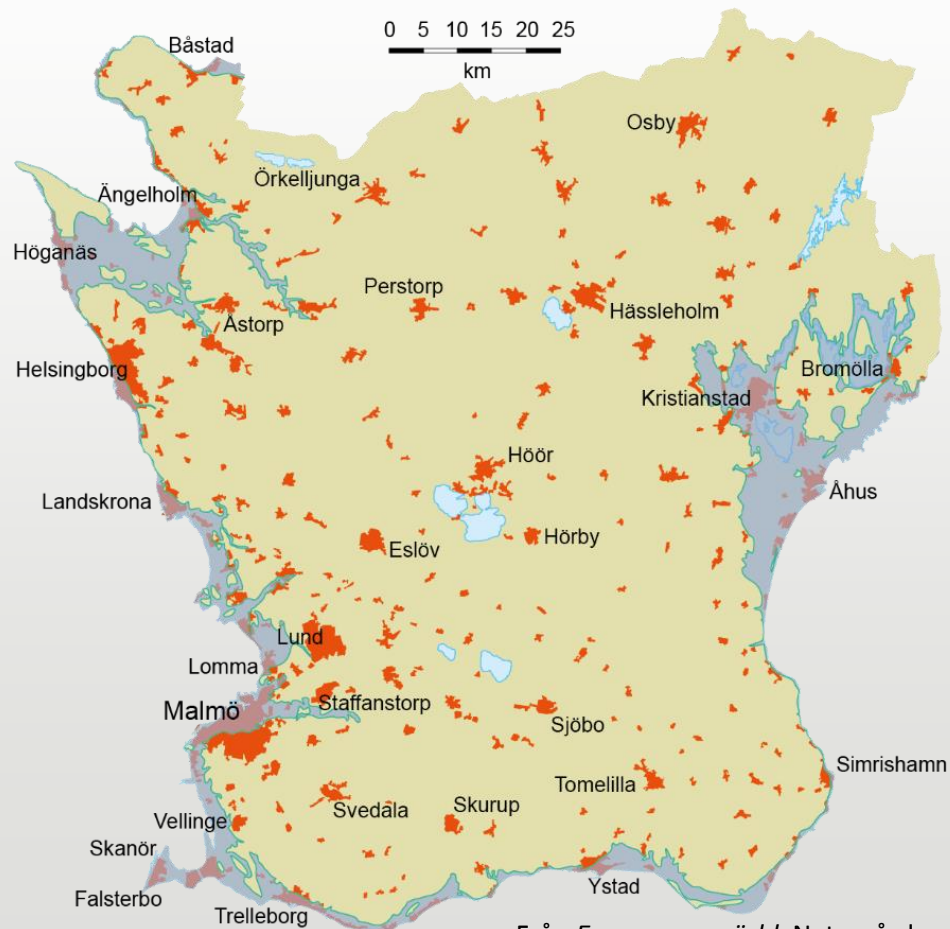 0 5 10 15 20 25
km
Båstad
Osby
Örkelljunga
Ängelholm
Höganäs
Perstorp
Hässleholm
Åstorp
Helsingborg
Bromölla
Kristianstad
Höör
Åhus
Landskrona
Hörby
Eslöv
Lund
Lomma
Staffanstorp
Malmö
Sjöbo
Simrishamn
Tomelilla
Svedala
Skurup
Vellinge
Skanör
Ystad
Falsterbo
Trelleborg